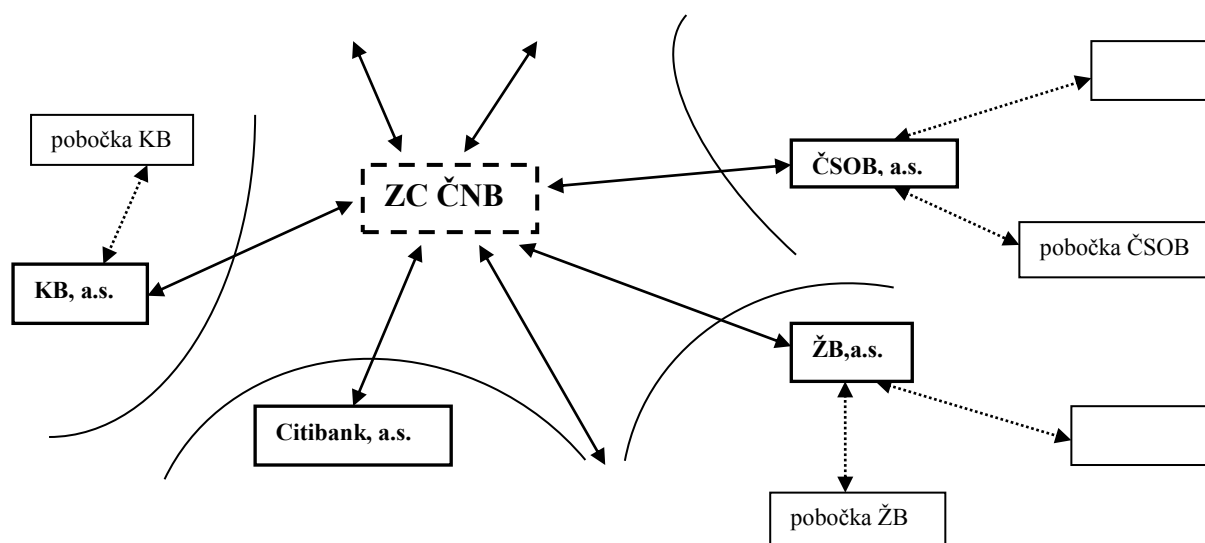 pobočka KB
ZC ČNB
ČSOB, a.s.
pobočka ČSOB
KB, a.s.
ŽB,a.s.
Citibank, a.s.
pobočka ŽB